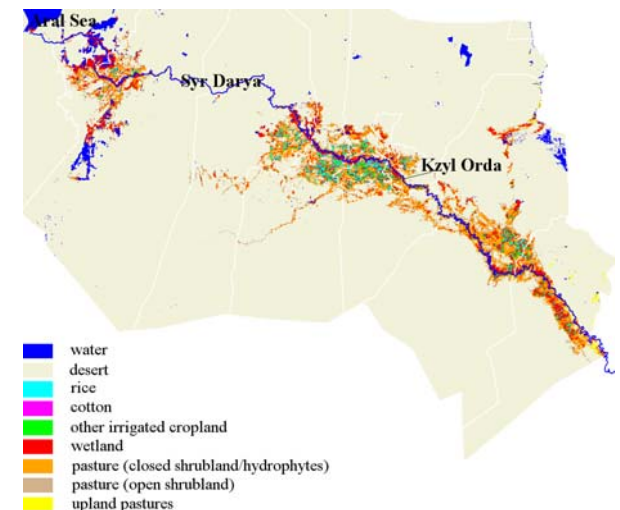 Aral Sea
Syr Darya
Kzyl Orda
water
desert
rice
cotton
other irrigated cropland
wetland
pasture (closed shrubland/hydrophytes)
pasture (open shrubland)
upland pastures